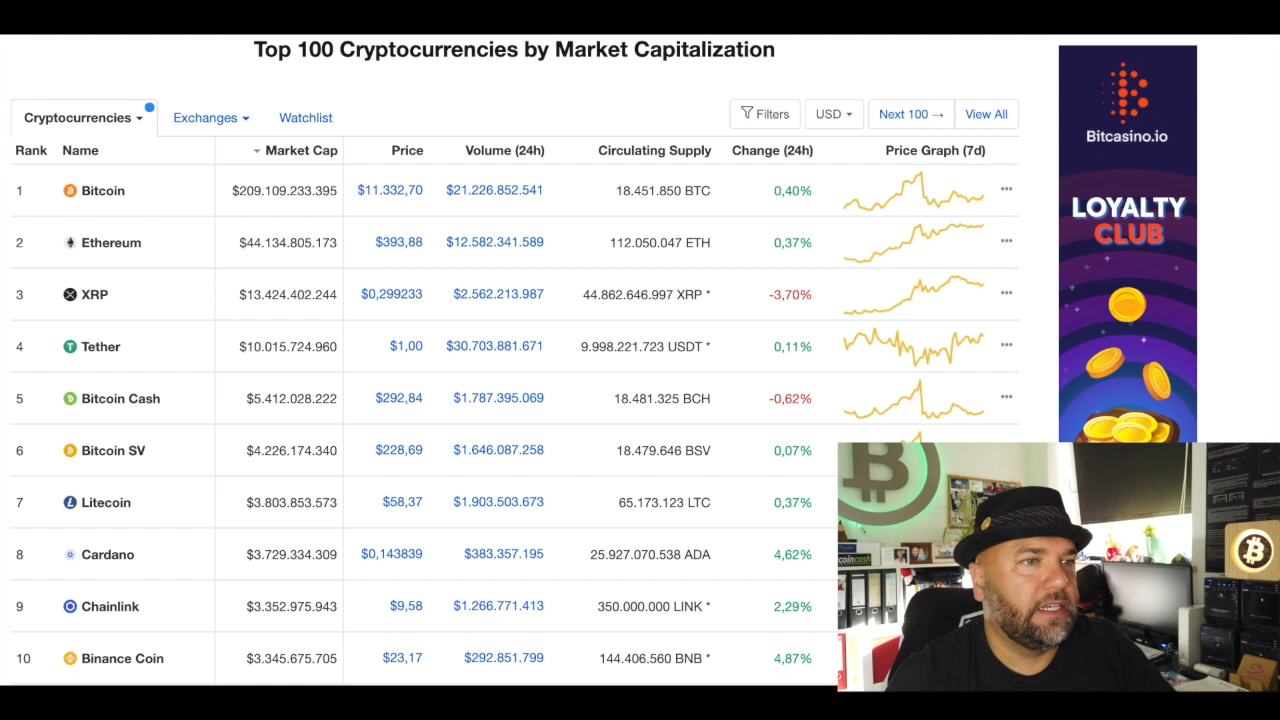 Top 100 Cryptocurrencies by Market Capitalization
Cryptocurrencies Exchanges Watchlist Filters USD Next 100 → View All
Rank Name Market Cap Price Volume (24h) Circulating Supply Change (24h) Price Graph (7d)
1 Bitcoin $209.109.233.395 $11.332,70 $21.226.852.541 18.451.850 BTC 0,40%
2 Ethereum $44.134.805.173 $393,88 $12.582.341.589 112.050.047 ETH 0,37%
3 XRP $13.424.402.244 $0,299233 $2.562.213.987 44.862.646.997 XRP * -3,70%
4 Tether $10.015.724.960 $1,00 $30.703.881.671 9.998.221.723 USDT * 0,11%
5 Bitcoin Cash $5.412.028.222 $292,84 $1.787.395.069 18.481.325 BCH -0,62%
6 Bitcoin SV $4.226.174.340 $228,69 $1.646.087.258 18.479.646 BSV 0,07%
7 Litecoin $3.803.853.573 $58,37 $1.903.503.673 65.173.123 LTC 0,37%
8 Cardano $3.729.334.309 $0,143839 $383.357.195 25.927.070.538 ADA 4,62%
9 Chainlink $3.352.975.943 $9,58 $1.266.771.413 350.000.000 LINK * 2,29%
10 Binance Coin $3.345.675.705 $23,17 $292.851.799 144.406.560 BNB * 4,87%
Bitcasino.io
LOYALTY
CLUB
coincash